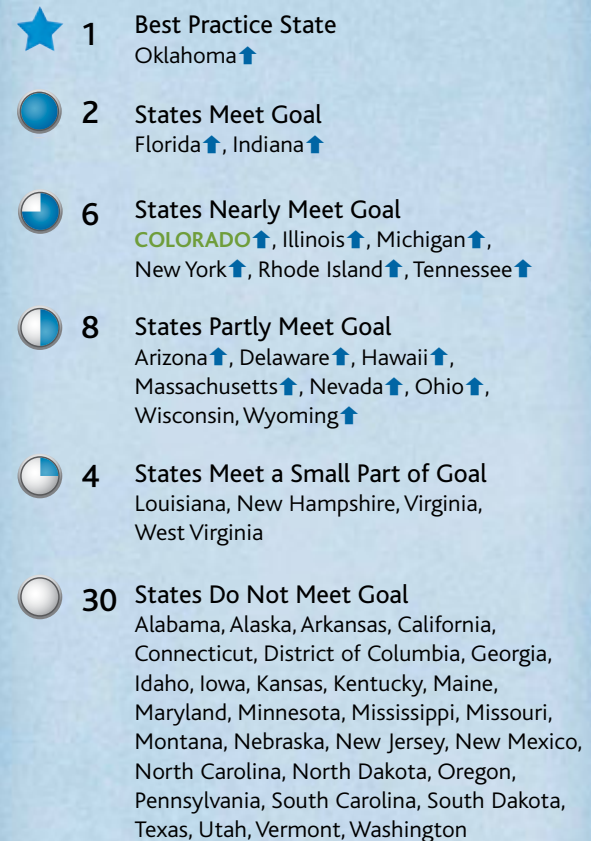 1 Best Practice State
Oklahoma⬆
2 States Meet Goal
Florida⬆, Indiana⬆
6 States Nearly Meet Goal
COLORADO⬆, Illinois⬆, Michigan⬆,
New York⬆, Rhode Island⬆, Tennessee⬆
8 States Partly Meet Goal
Arizona⬆, Delaware⬆, Hawaii⬆,
Massachusetts⬆, Nevada⬆, Ohio⬆,
Wisconsin, Wyoming⬆
4 States Meet a Small Part of Goal
Louisiana, New Hampshire, Virginia,
West Virginia
30 States Do Not Meet Goal
Alabama, Alaska, Arkansas, California,
Connecticut, District of Columbia, Georgia,
Idaho, Iowa, Kansas, Kentucky, Maine,
Maryland, Minnesota, Mississippi, Missouri,
Montana, Nebraska, New Jersey, New Mexico,
North Carolina, North Dakota, Oregon,
Pennsylvania, South Carolina, South Dakota,
Texas, Utah, Vermont, Washington